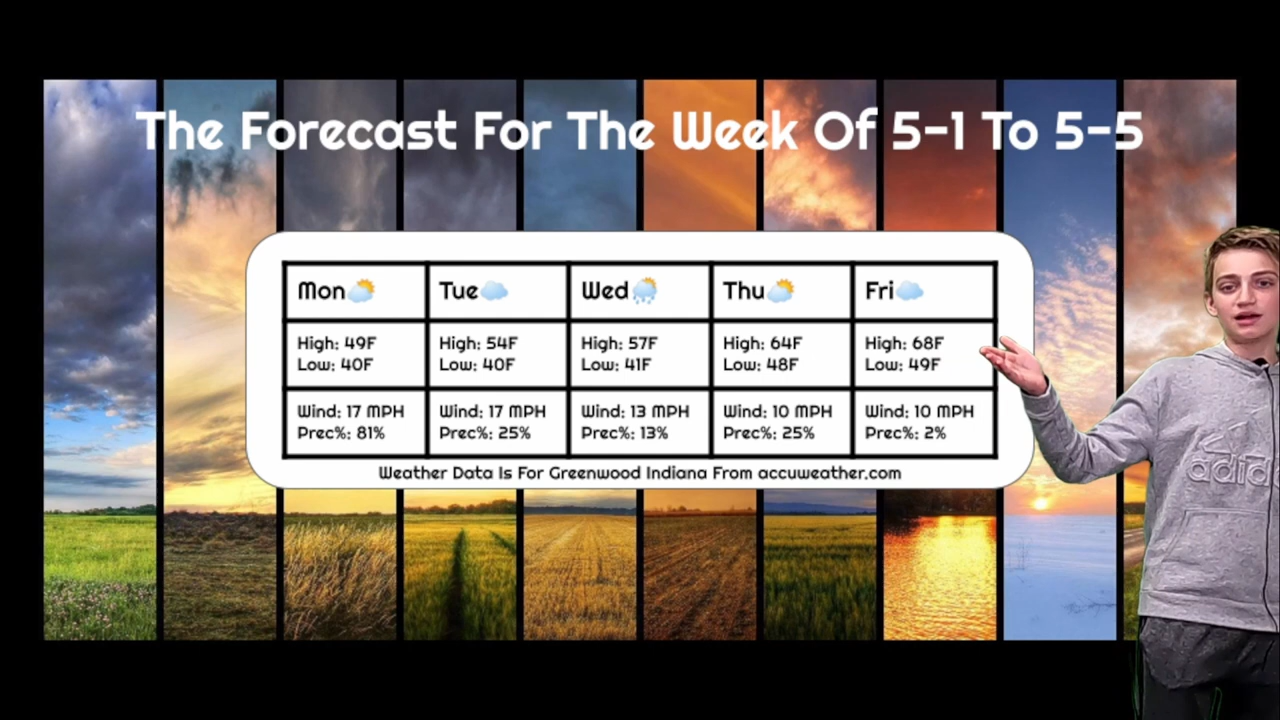 The Forecast For The Week Of 5-1 To 5-5
Mon Tue Wed Thu Fri
High: 49F High: 54F High: 57F High: 64F High: 68F
Low: 40F Low: 40F Low: 41F Low: 48F Low: 49F
Wind: 17 MPH Wind: 17 MPH Wind: 13 MPH Wind: 10 MPH Wind: 10 MPH
Prec%: 81% Prec%: 25% Prec%: 13% Prec%: 25% Prec%: 2%
Weather Data Is For Greenwood Indiana From accuweather.com